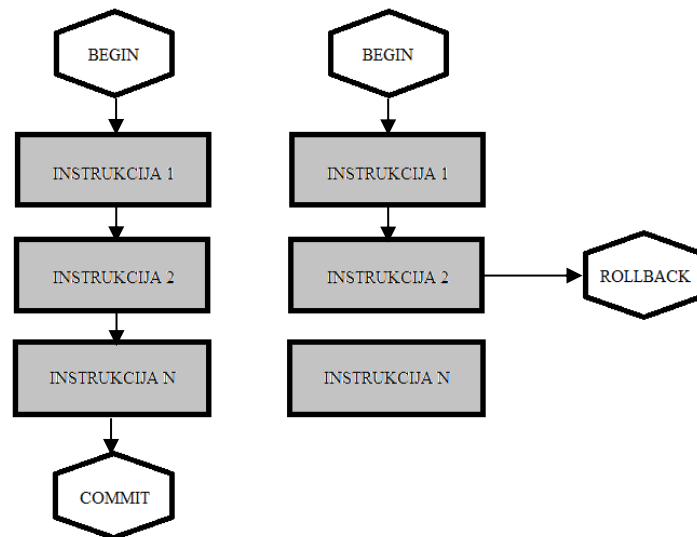 BEGIN
INSTRUKCIJA 1
INSTRUKCIJA 2
INSTRUKCIJA N
COMMIT
BEGIN
INSTRUKCIJA 1
INSTRUKCIJA 2
ROLLBACK
INSTRUKCIJA N